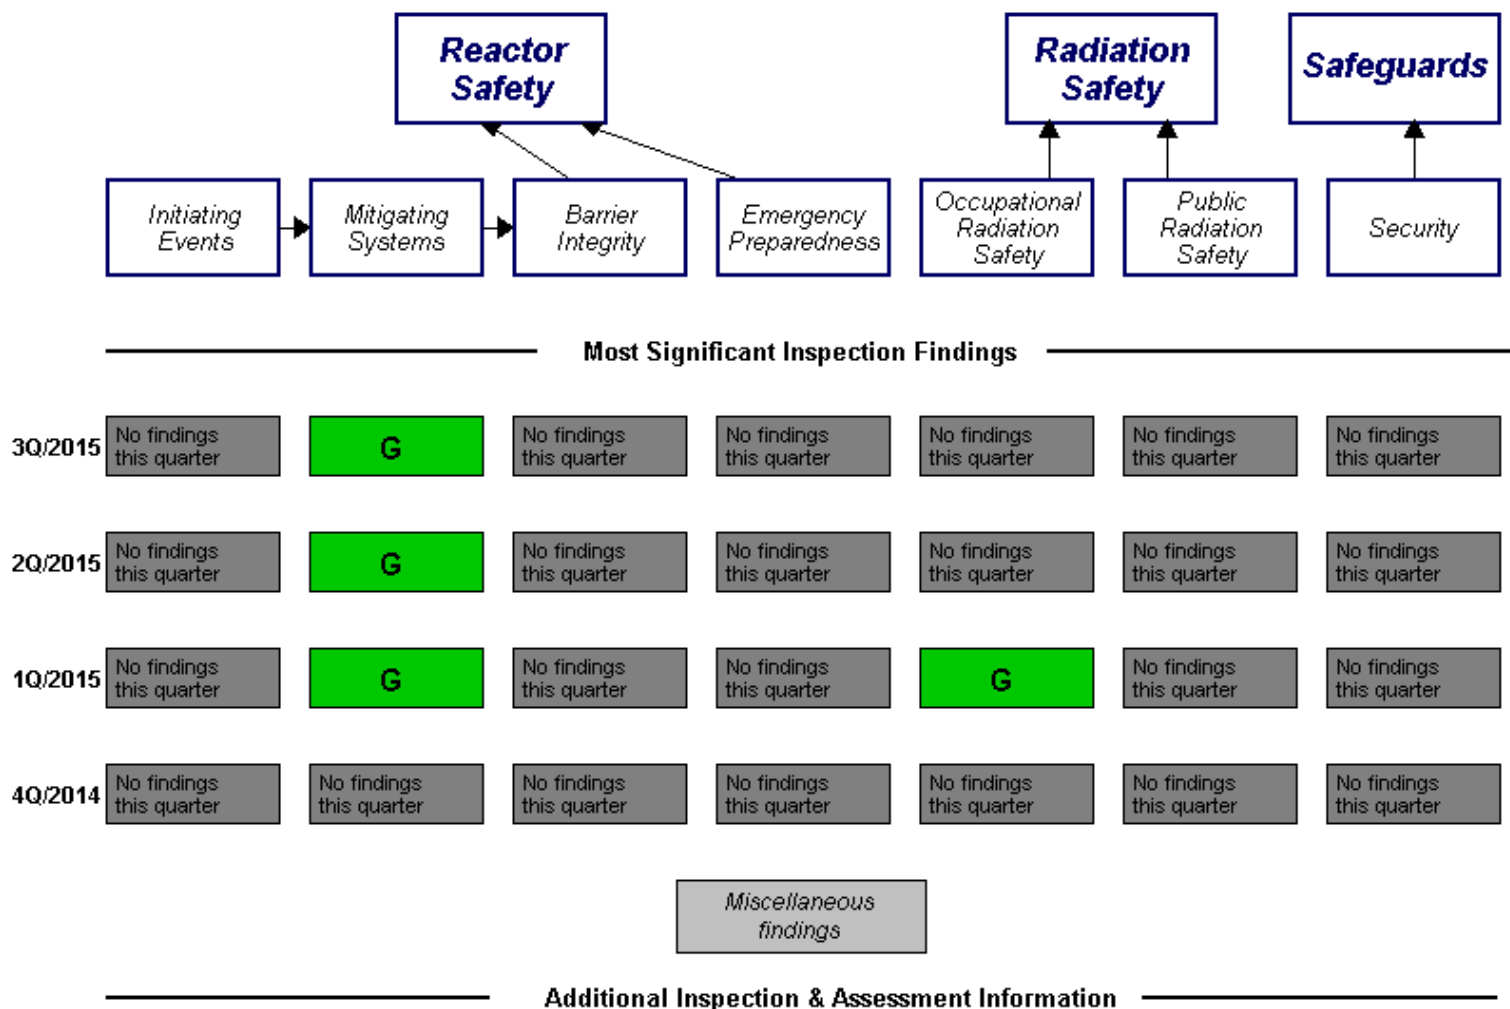 Reactor
Safety
Radiation
Safety
Safeguards
Initiating
Events
Mitigating
Systems
Barrier
Integrity
Emergency
Preparedness
Occupational
Radiation
Safety
Public
Radiation
Safety
Security
Most Significant Inspection Findings
3Q/2015
No findings
this quarter
G
No findings
this quarter
No findings
this quarter
No findings
this quarter
No findings
this quarter
No findings
this quarter
2Q/2015
No findings
this quarter
G
No findings
this quarter
No findings
this quarter
No findings
this quarter
No findings
this quarter
No findings
this quarter
1Q/2015
No findings
this quarter
G
No findings
this quarter
No findings
this quarter
G
No findings
this quarter
No findings
this quarter
4Q/2014
No findings
this quarter
No findings
this quarter
No findings
this quarter
No findings
this quarter
No findings
this quarter
No findings
this quarter
No findings
this quarter
Miscellaneous
findings
Additional Inspection & Assessment Information